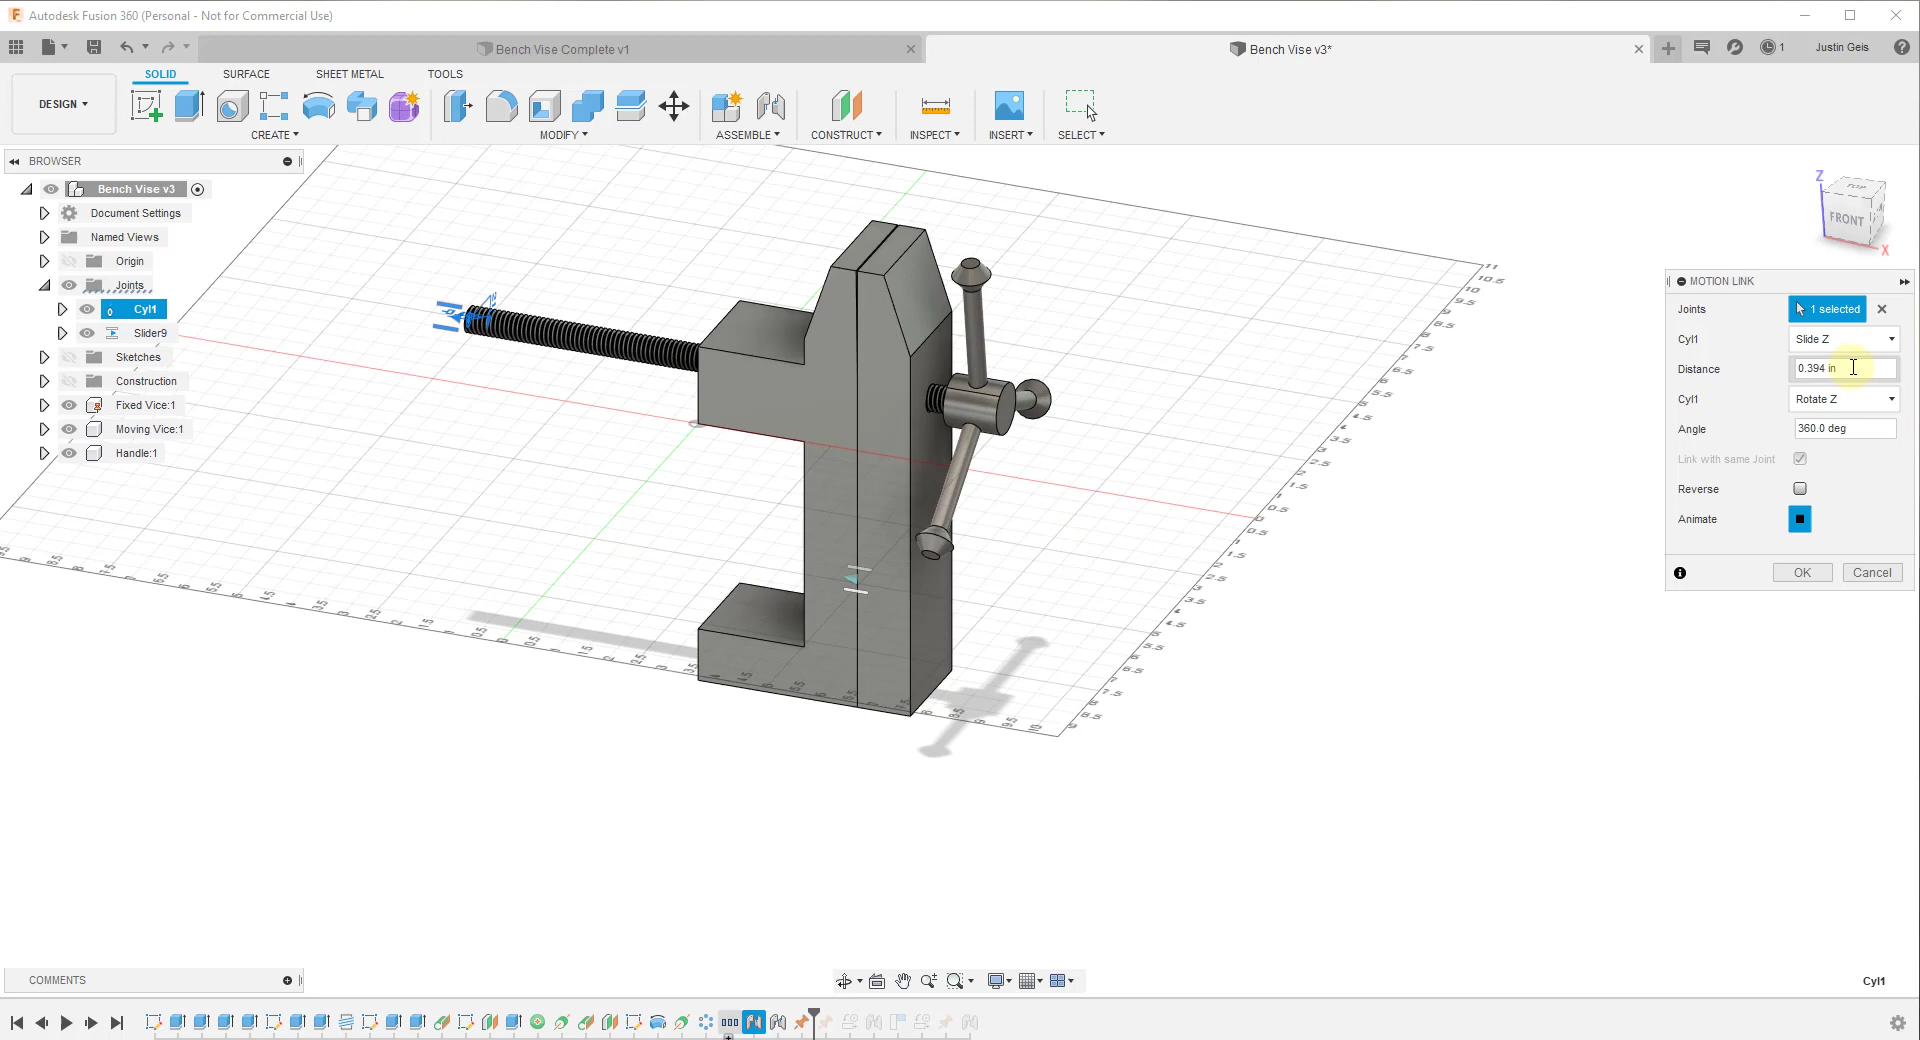 Autodesk Fusion 360 (Personal - Not for Commercial Use)
Bench Vise Complete v1
Bench Vise v3*
1
Justin Geis
DESIGN
SOLID
SURFACE
SHEET METAL
TOOLS
CREATE
MODIFY
ASSEMBLE
CONSTRUCT
INSPECT
INSERT
SELECT
BROWSER
Bench Vise v3
Document Settings
Named Views
Origin
Joints
Cyl1
Slider9
Sketches
Construction
Fixed Vice:1
Moving Vice:1
Handle:1
Z
TOP
FRONT
X
MOTION LINK
Joints
1 selected
Cyl1
Slide Z
Distance
0.394 in
Cyl1
Rotate Z
Angle
360.0 deg
Link with same Joint
Reverse
Animate
OK
Cancel
COMMENTS
Cyl1